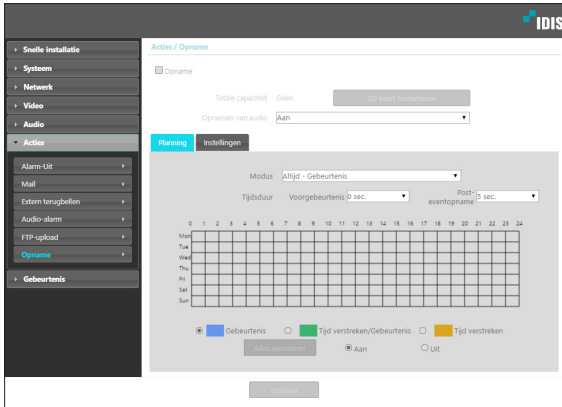 IDIS
Snelle installatie
Systeem
Netwerk
Video
Audio
Acties
Alarm-Uit
Mail
Extern terugbellen
Audio-alarm
FTP-upload
Opname
Gebeurtenis
Acties / Opname
Opname
Totale capaciteit Geen SD-kaart formatteren
Opnemen van audio Aan
Planning Instellingen
Modus Altijd - Gebeurtenis
Tijdsduur Voorgebeurtenis 0 sec. Post-eventopname 5 sec.
0 1 2 3 4 5 6 7 8 9 10 11 12 13 14 15 16 17 18 19 20 21 22 23 24
Mon
Tue
Wed
Thu
Fri
Sat
Sun
Gebeurtenis Tijd verstreken/Gebeurtenis Tijd verstreken
Alles selecteren Aan Uit
Opslaan